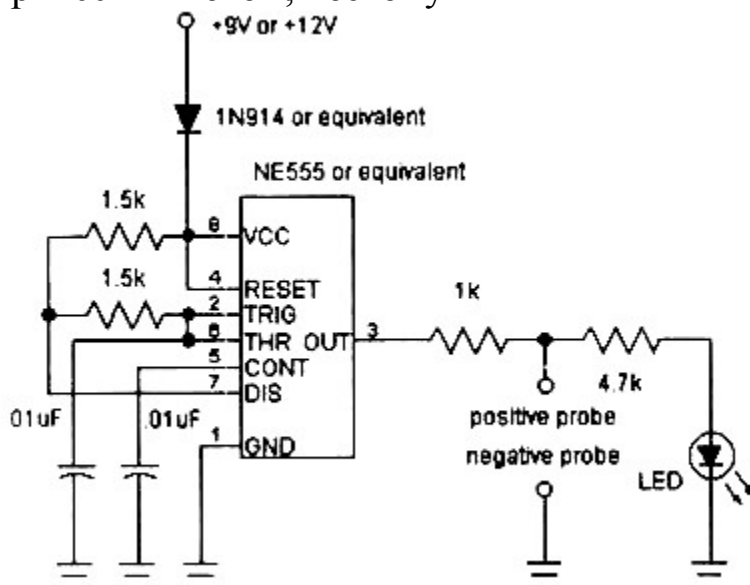 +9V or +12V
1N914 or equivalent
NE555 or equivalent
1.5k
8 VCC
1.5k
4 RESET
2 TRIG
1k
6 THR OUT 3
5 CONT
7 DIS
4.7k
01uF .01uF
positive probe
1 GND
negative probe
LED